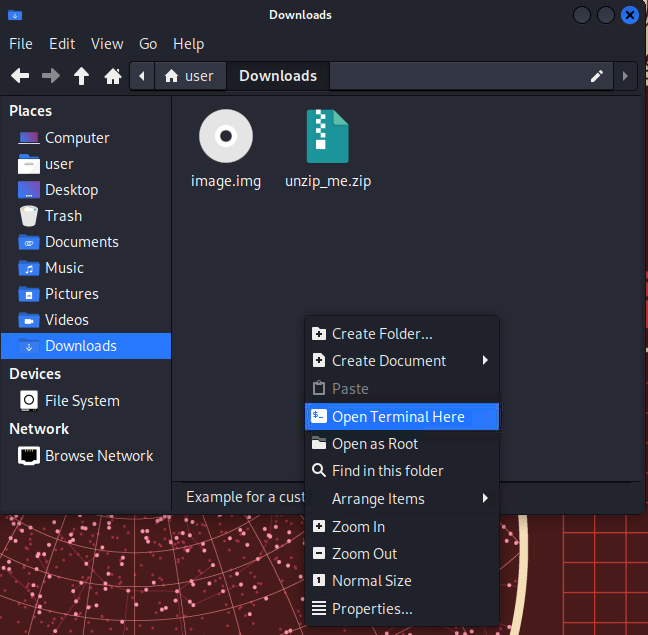 Downloads
File Edit View Go Help
user Downloads
Places
Computer
user
Desktop
Trash
Documents
Music
Pictures
Videos
Downloads
Devices
File System
Network
Browse Network
image.img
unzip_me.zip
Example for a cust
Create Folder...
Create Document
Paste
$_ Open Terminal Here
Open as Root
Find in this folder
Arrange Items
Zoom In
Zoom Out
1 Normal Size
Properties...